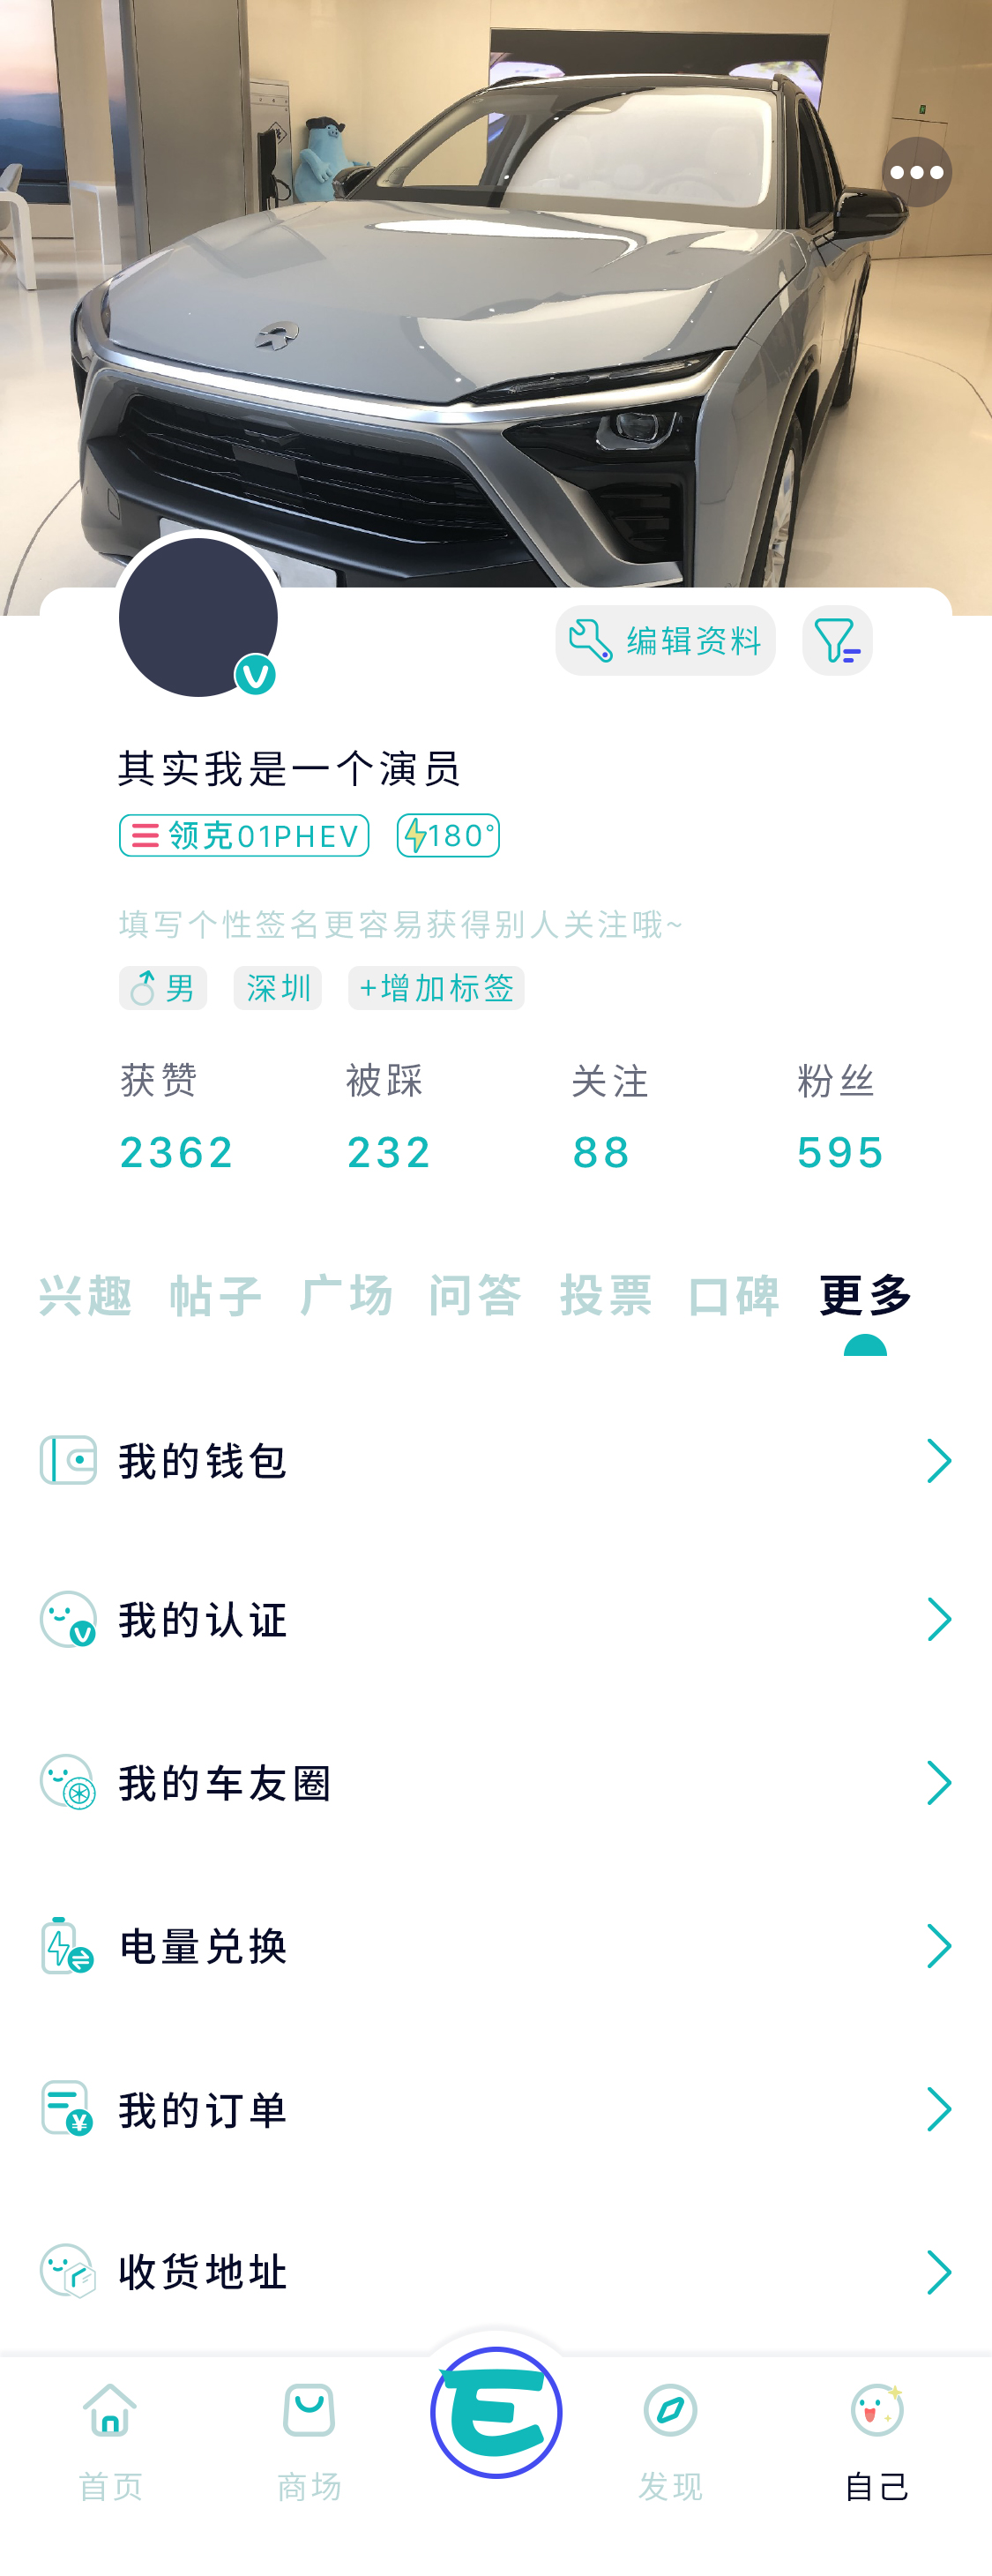 编辑资料
其实我是一个演员
领克01PHEV 180°
填写个性签名更容易获得别人关注哦~
男 深圳 +增加标签
获赞 被踩 关注 粉丝
2362 232 88 595
兴趣 帖子 广场 问答 投票 口碑 更多
我的钱包
我的认证
我的车友圈
电量兑换
我的订单
收货地址
首页 商场 发现 自己